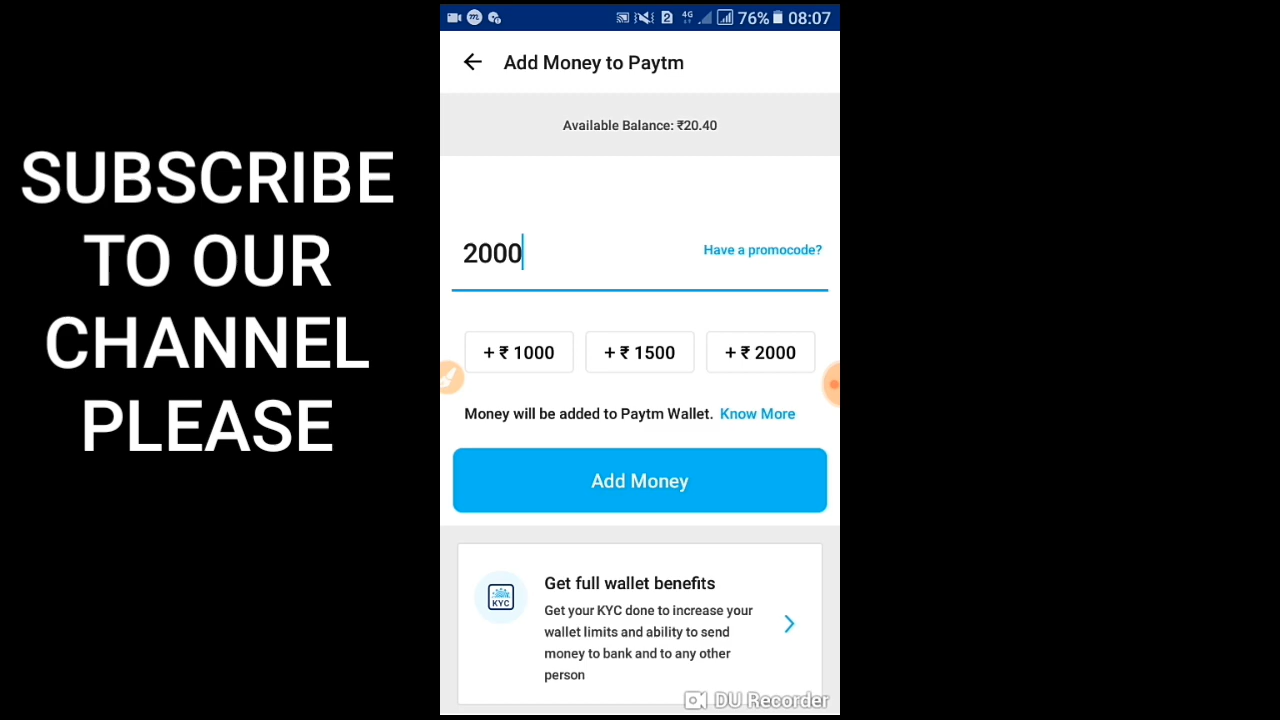 SUBSCRIBE
TO OUR
CHANNEL
PLEASE
2 4G 76% 08:07
Add Money to Paytm
Available Balance: ₹20.40
2000
Have a promocode?
+ ₹ 1000
+ ₹ 1500
+ ₹ 2000
Money will be added to Paytm Wallet. Know More
Add Money
KYC
Get full wallet benefits
Get your KYC done to increase your
wallet limits and ability to send
money to bank and to any other
person
DU Recorder